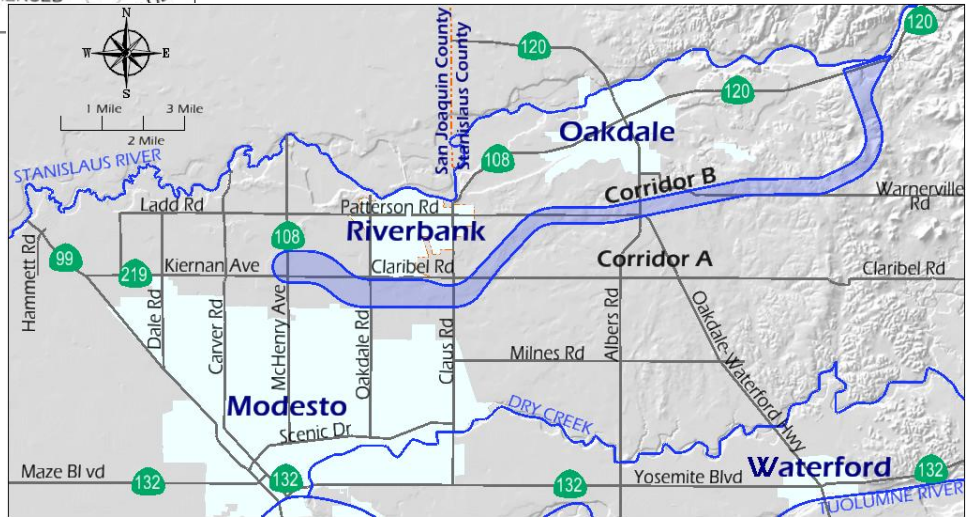 N
W E
S
1 Mile 3 Mile
2 Mile
STANISLAUS RIVER
San Joaquin County
Stanislaus County
120
120
120
Oakdale
108
Corridor B
Warnerville
Rd
Ladd Rd
Patterson Rd
Riverbank
108
99
219
Hammett Rd
Kiernan Ave
Claribel Rd
Corridor A
Claribel Rd
Dale Rd
Carver Rd
McHenry Ave
Oakdale Rd
Claus Rd
Albers Rd
Oakdale-Waterford Hwy
Milnes Rd
Modesto
Scenic Dr
DRY CREEK
Maze Bl vd
132
132
132
Yosemite Blvd
Waterford
132
TUOLUMNE RIVER